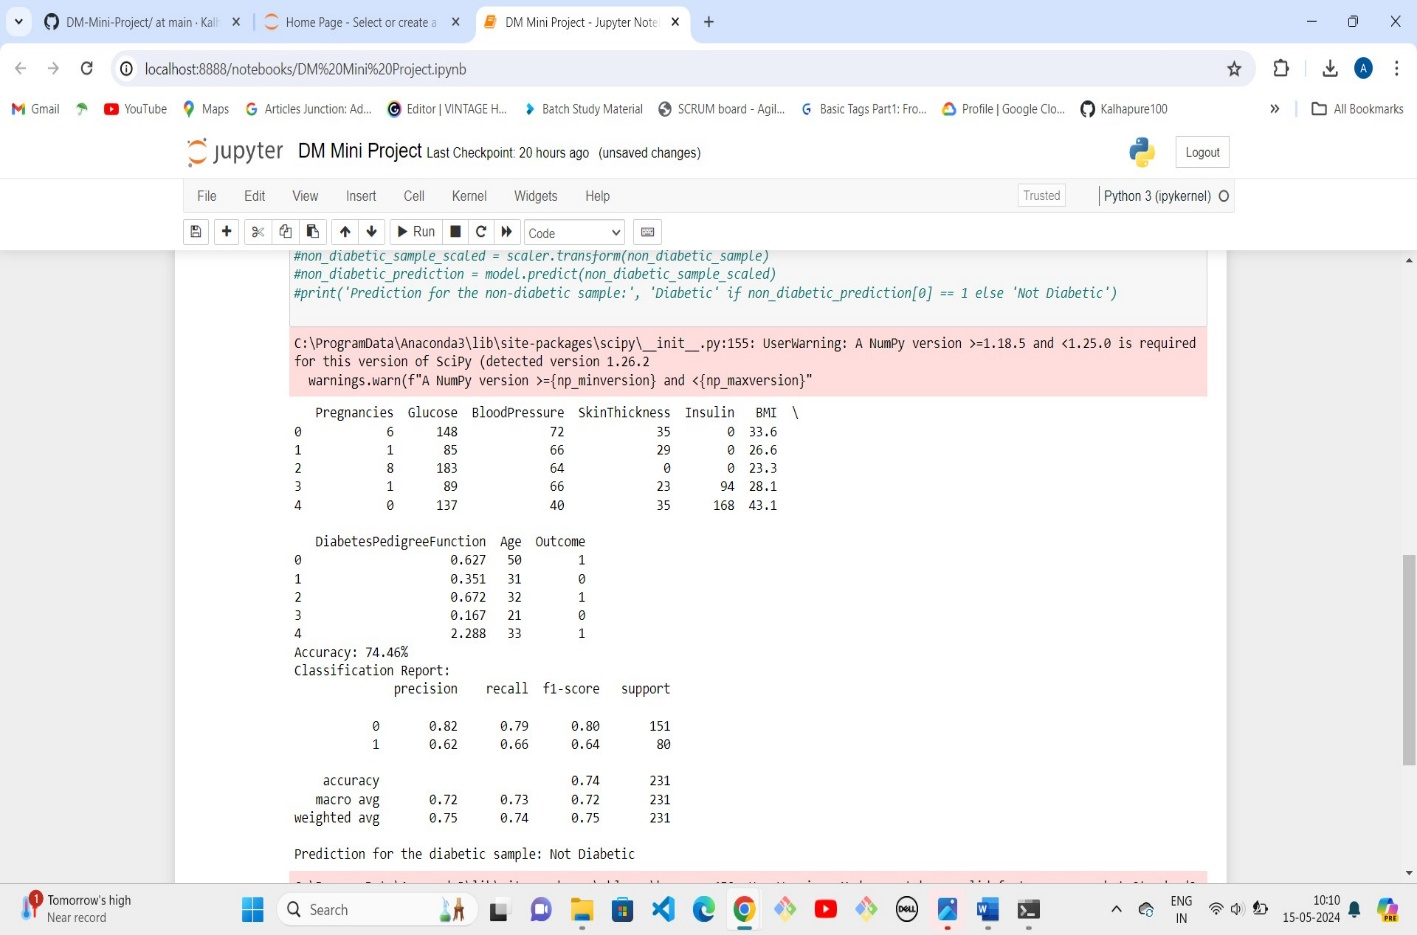 DM-Mini-Project/ at main · Kalh
Home Page - Select or create a
DM Mini Project - Jupyter Note
localhost:8888/notebooks/DM%20Mini%20Project.ipynb
A
Gmail YouTube Maps Articles Junction: Ad... Editor | VINTAGE H... Batch Study Material SCRUM board - Agil... Basic Tags Part1: Fro... Profile | Google Clo... Kalhapure100 » All Bookmarks
jupyter DM Mini Project Last Checkpoint: 20 hours ago (unsaved changes) Logout
File Edit View Insert Cell Kernel Widgets Help Trusted Python 3 (ipykernel)
Run Code
#non_diabetic_sample_scaled = scaler.transform(non_diabetic_sample)
#non_diabetic_prediction = model.predict(non_diabetic_sample_scaled)
#print('Prediction for the non-diabetic sample:', 'Diabetic' if non_diabetic_prediction[0] == 1 else 'Not Diabetic')
C:\ProgramData\Anaconda3\lib\site-packages\scipy\__init__.py:155: UserWarning: A NumPy version >=1.18.5 and <1.25.0 is required
for this version of SciPy (detected version 1.26.2
warnings.warn(f"A NumPy version >={np_minversion} and <{np_maxversion}"
Pregnancies Glucose BloodPressure SkinThickness Insulin BMI \
0 6 148 72 35 0 33.6
1 1 85 66 29 0 26.6
2 8 183 64 0 0 23.3
3 1 89 66 23 94 28.1
4 0 137 40 35 168 43.1
DiabetesPedigreeFunction Age Outcome
0 0.627 50 1
1 0.351 31 0
2 0.672 32 1
3 0.167 21 0
4 2.288 33 1
Accuracy: 74.46%
Classification Report:
precision recall f1-score support
0 0.82 0.79 0.80 151
1 0.62 0.66 0.64 80
accuracy 0.74 231
macro avg 0.72 0.73 0.72 231
weighted avg 0.75 0.74 0.75 231
Prediction for the diabetic sample: Not Diabetic
1 Tomorrow's high
Near record
Search
DELL
PRE
ENG
IN
10:10
15-05-2024